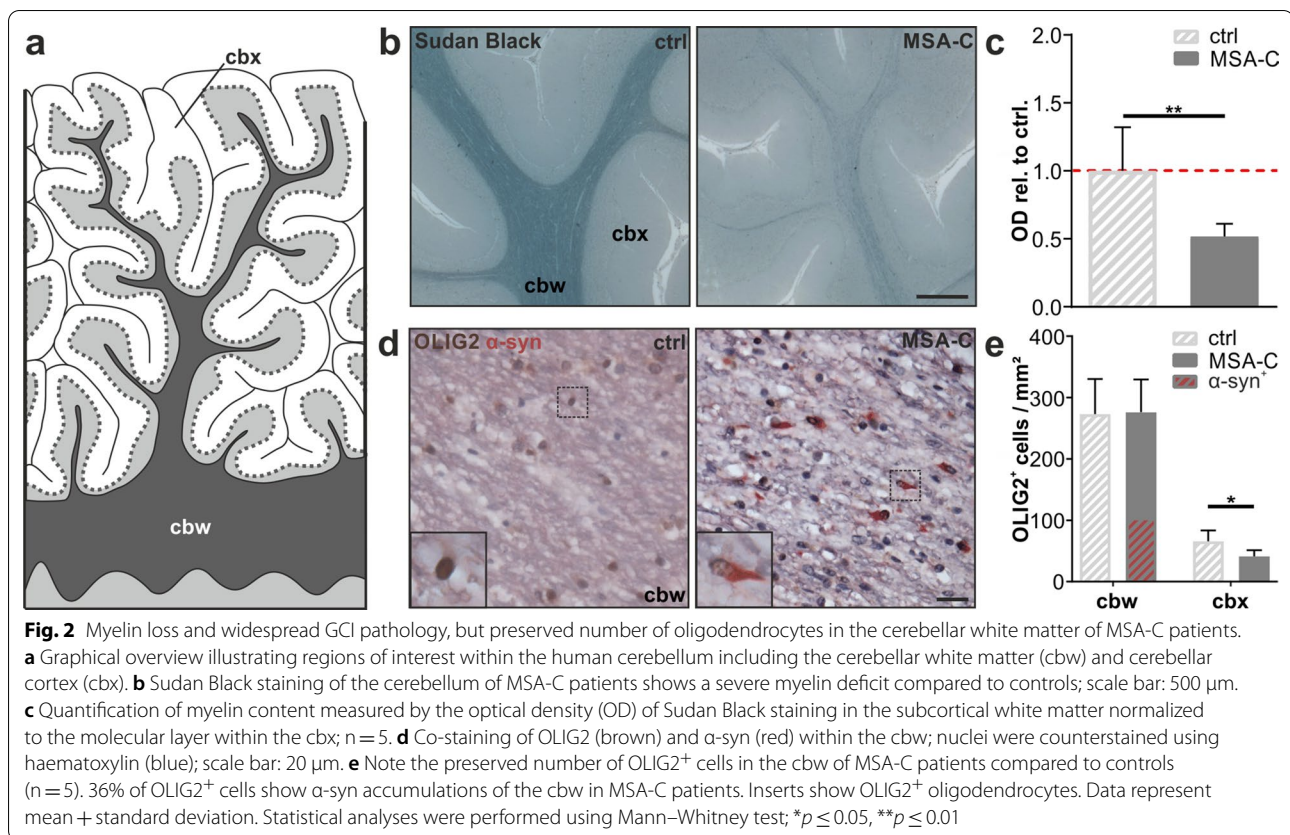 a
cbx
cbw
b
Sudan Black
ctrl
MSA-C
cbx
cbw
c
2.0
1.5
1.0
0.5
0.0
OD rel. to ctrl.
ctrl
MSA-C
**
d
OLIG2 α-syn
ctrl
MSA-C
cbw
e
400
300
200
100
0
OLIG2⁺ cells / mm²
ctrl
MSA-C
α-syn⁺
*
cbw
cbx
Fig. 2 Myelin loss and widespread GCI pathology, but preserved number of oligodendrocytes in the cerebellar white matter of MSA-C patients.
a Graphical overview illustrating regions of interest within the human cerebellum including the cerebellar white matter (cbw) and cerebellar
cortex (cbx). b Sudan Black staining of the cerebellum of MSA-C patients shows a severe myelin deficit compared to controls; scale bar: 500 μm.
c Quantification of myelin content measured by the optical density (OD) of Sudan Black staining in the subcortical white matter normalized
to the molecular layer within the cbx; n = 5. d Co-staining of OLIG2 (brown) and α-syn (red) within the cbw; nuclei were counterstained using
haematoxylin (blue); scale bar: 20 μm. e Note the preserved number of OLIG2⁺ cells in the cbw of MSA-C patients compared to controls
(n = 5). 36% of OLIG2⁺ cells show α-syn accumulations of the cbw in MSA-C patients. Inserts show OLIG2⁺ oligodendrocytes. Data represent
mean + standard deviation. Statistical analyses were performed using Mann–Whitney test; *p ≤ 0.05, **p ≤ 0.01